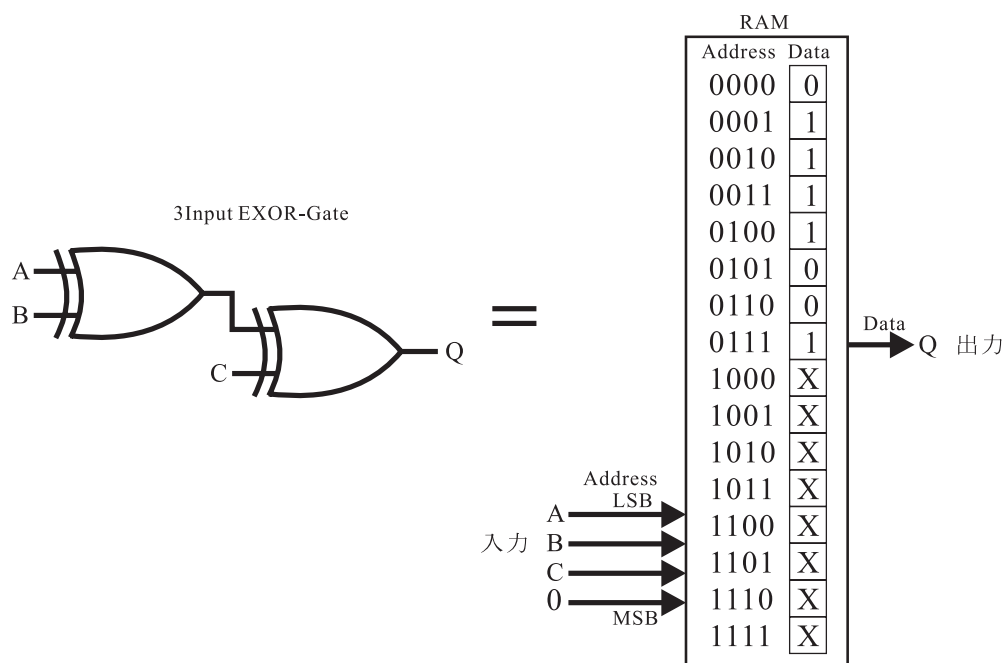 RAM
Address Data
0000 0
0001 1
0010 1
0011 1
0100 1
0101 0
0110 0
0111 1
1000 X
1001 X
1010 X
1011 X
1100 X
1101 X
1110 X
1111 X
3Input EXOR-Gate
A
B
C
Q
=
Address
LSB
入力
A
B
C
0
MSB
Data
Q 出力